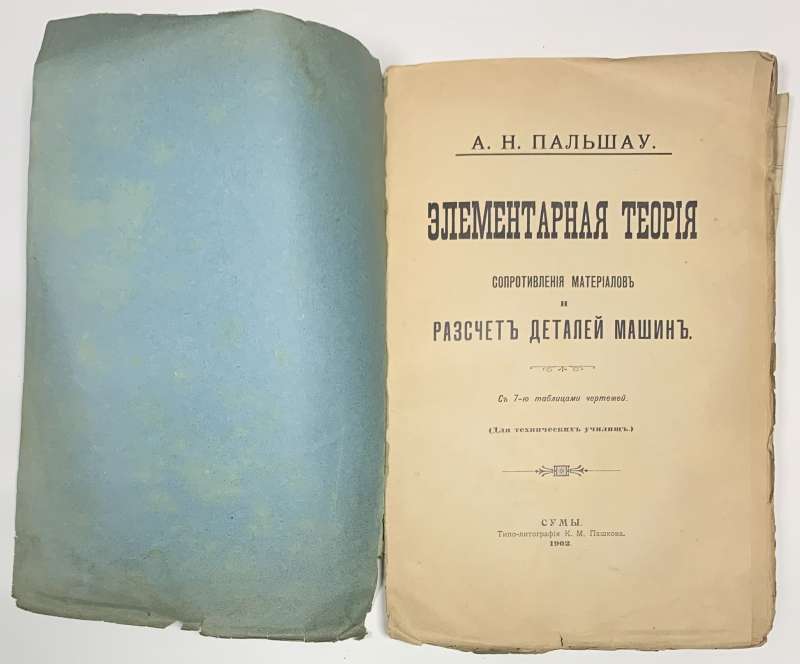 А. Н. ПАЛЬШАУ.
ЭЛЕМЕНТАРНАЯ ТЕОРІЯ
СОПРОТИВЛЕНІЯ МАТЕРІАЛОВЪ
И
РАЗСЧЕТЪ ДЕТАЛЕЙ МАШИНЪ.
Съ 7-ю таблицами чертежей.
(Для техническихъ училищъ.)
СУМЫ.
Типо-литографія К. М. Пашкова.
1902.